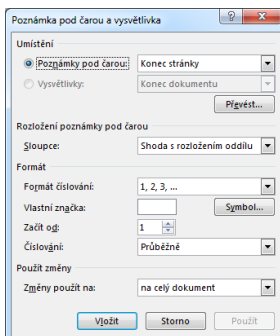 Poznámka pod čarou a vysvětlivka
Umístění
Poznámky pod čarou: Konec stránky
Vysvětlivky: Konec dokumentu
Převést...
Rozložení poznámky pod čarou
Sloupce: Shoda s rozložením oddílu
Formát
Formát číslování: 1, 2, 3, ...
Vlastní značka: Symbol...
Začít od: 1
Číslování: Průběžné
Použít změny
Změny použít na: na celý dokument
Vložit Storno Použít